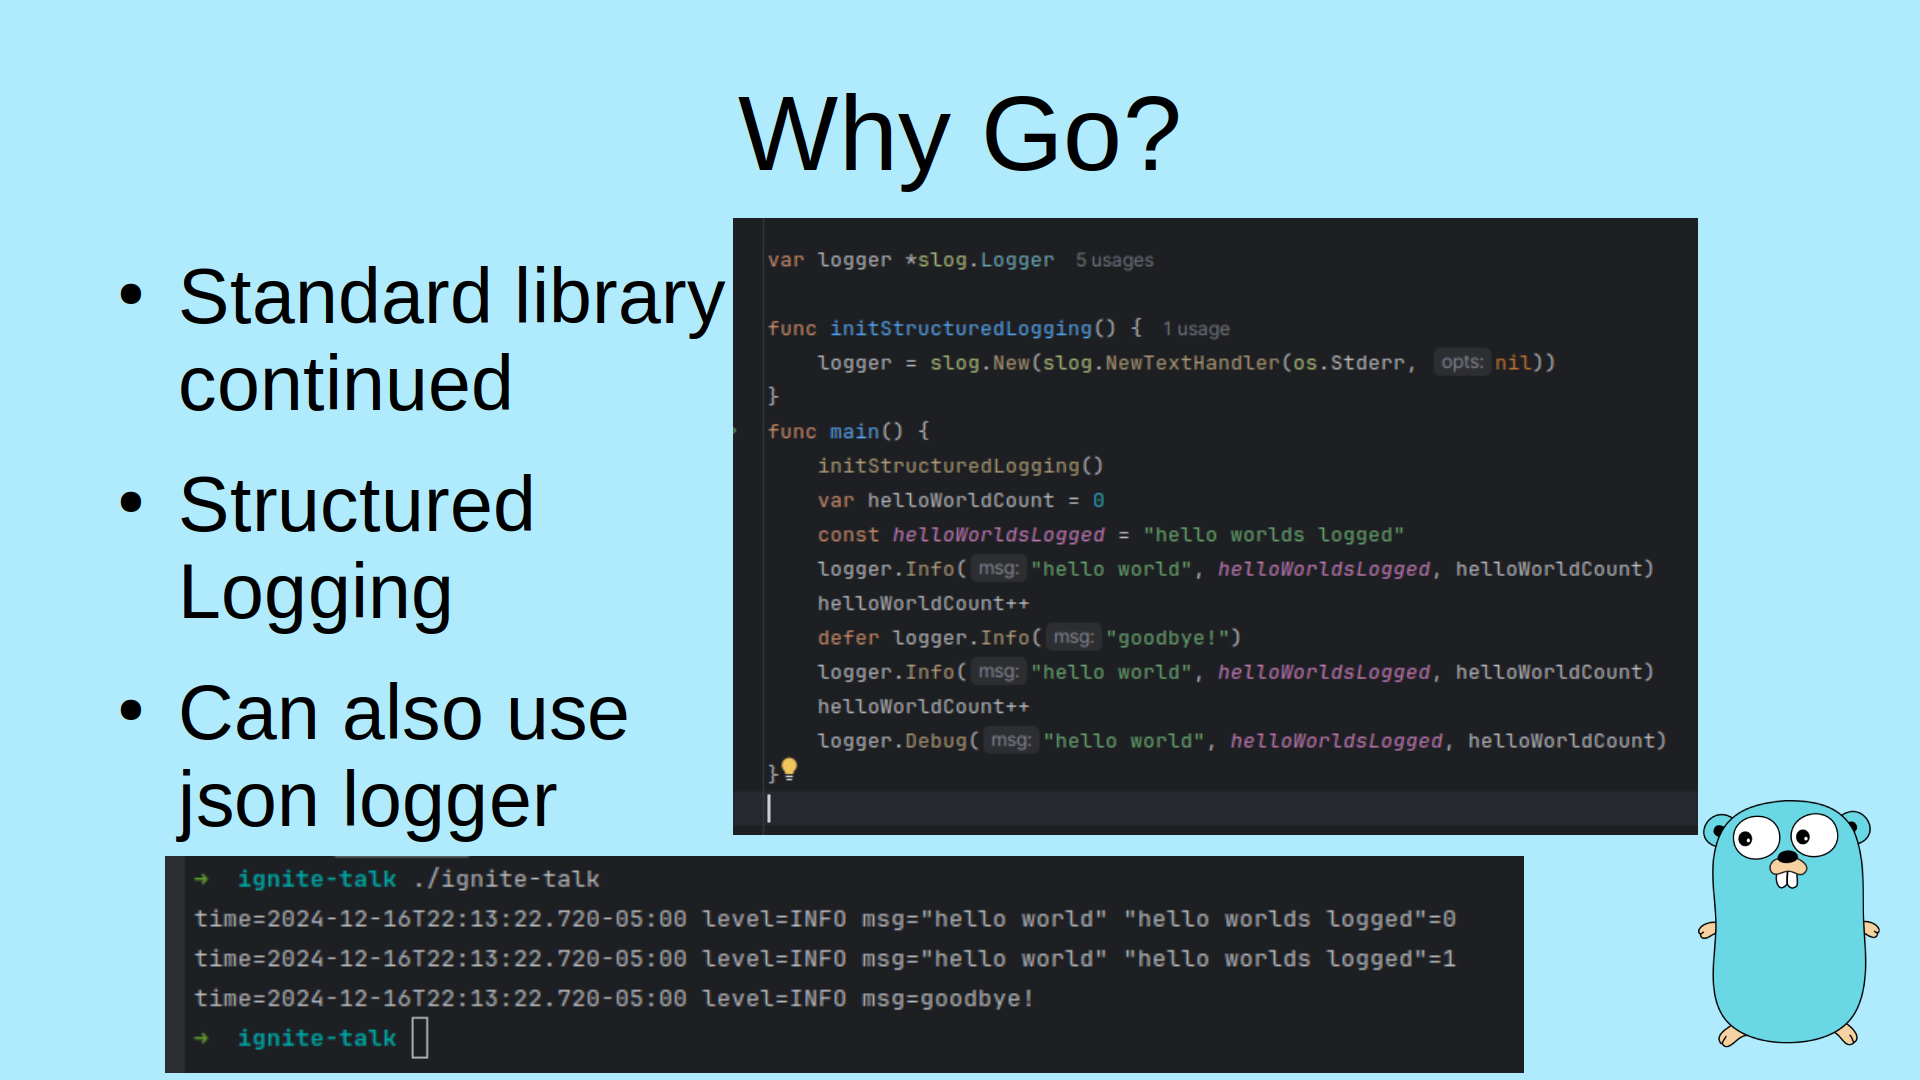 Why Go?
• Standard library
continued
• Structured
Logging
• Can also use
json logger
var logger *slog.Logger 5 usages
func initStructuredLogging() { 1 usage
logger = slog.New(slog.NewTextHandler(os.Stderr, opts: nil))
}
func main() {
initStructuredLogging()
var helloWorldCount = 0
const helloWorldsLogged = "hello worlds logged"
logger.Info( msg: "hello world", helloWorldsLogged, helloWorldCount)
helloWorldCount++
defer logger.Info( msg: "goodbye!")
logger.Info( msg: "hello world", helloWorldsLogged, helloWorldCount)
helloWorldCount++
logger.Debug( msg: "hello world", helloWorldsLogged, helloWorldCount)
}
➜ ignite-talk ./ignite-talk
time=2024-12-16T22:13:22.720-05:00 level=INFO msg="hello world" "hello worlds logged"=0
time=2024-12-16T22:13:22.720-05:00 level=INFO msg="hello world" "hello worlds logged"=1
time=2024-12-16T22:13:22.720-05:00 level=INFO msg=goodbye!
➜ ignite-talk